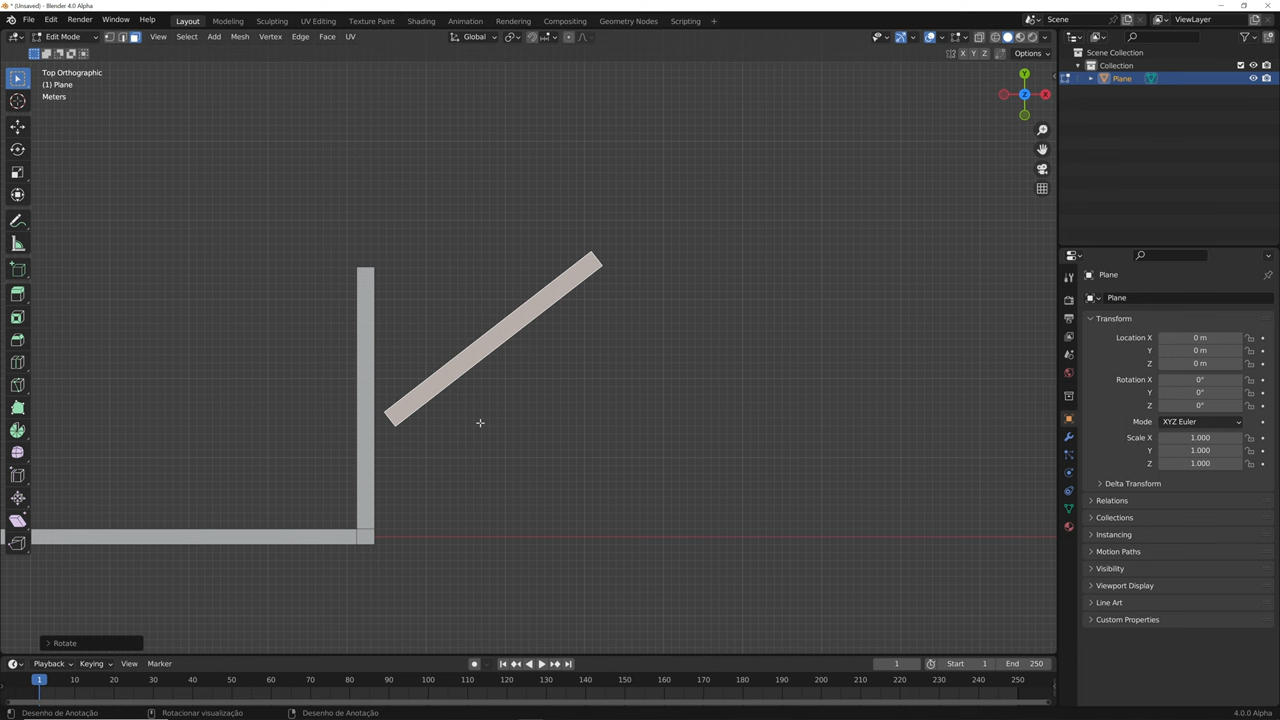 * (Unsaved) - Blender 4.0 Alpha
File Edit Render Window Help Layout Modeling Sculpting UV Editing Texture Paint Shading Animation Rendering Compositing Geometry Nodes Scripting Scene ViewLayer
Edit Mode View Select Add Mesh Vertex Edge Face UV Global
X Y Z Options
Top Orthographic
(1) Plane
Meters
Y
Z
X
Scene Collection
Collection
Plane
Plane
Plane
Transform
Location X 0 m
Y 0 m
Z 0 m
Rotation X 0°
Y 0°
Z 0°
Mode XYZ Euler
Scale X 1.000
Y 1.000
Z 1.000
Delta Transform
Relations
Collections
Instancing
Motion Paths
Visibility
Viewport Display
Line Art
Custom Properties
Rotate
Playback Keying View Marker 1 Start 1 End 250
1 10 20 30 40 50 60 70 80 90 100 110 120 130 140 150 160 170 180 190 200 210 220 230 240 250
Desenho de Anotação Rotacionar visualização Desenho de Anotação 4.0.0 Alpha